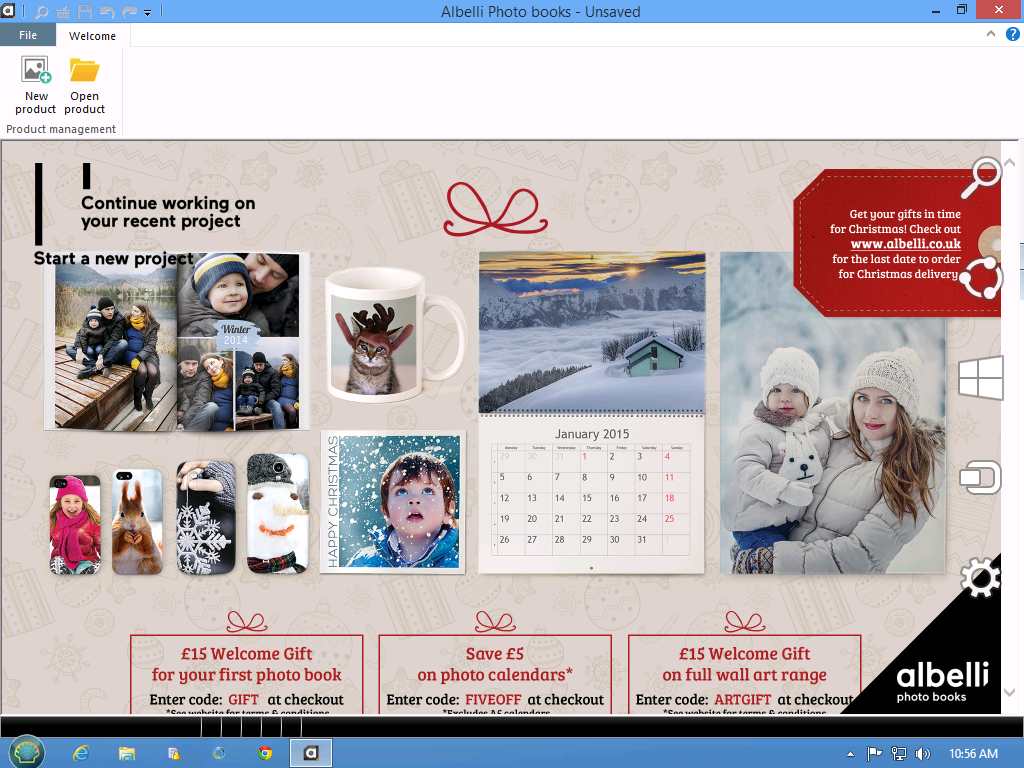 Albelli Photo books - Unsaved
File
Welcome
New
product
Open
product
Product management
Continue working on
your recent project
Start a new project
Get your gifts in time
for Christmas! Check out
www.albelli.co.uk
for the last date to order
for Christmas delivery.
Winter
2014
HAPPY CHRISTMAS
January 2015
Monday Tuesday Wednesday Thursday Friday Saturday Sunday
29 30 31 1 2 3 4
5 6 7 8 9 10 11
12 13 14 15 16 17 18
19 20 21 22 23 24 25
26 27 28 29 30 31 1
£15 Welcome Gift
for your first photo book
Enter code: GIFT at checkout
*See website for terms & conditions
Save £5
on photo calendars*
Enter code: FIVEOFF at checkout
*Excludes A5 calendars
£15 Welcome Gift
on full wall art range
Enter code: ARTGIFT at checkout
*See website for terms & conditions
albelli
photo books
10:56 AM